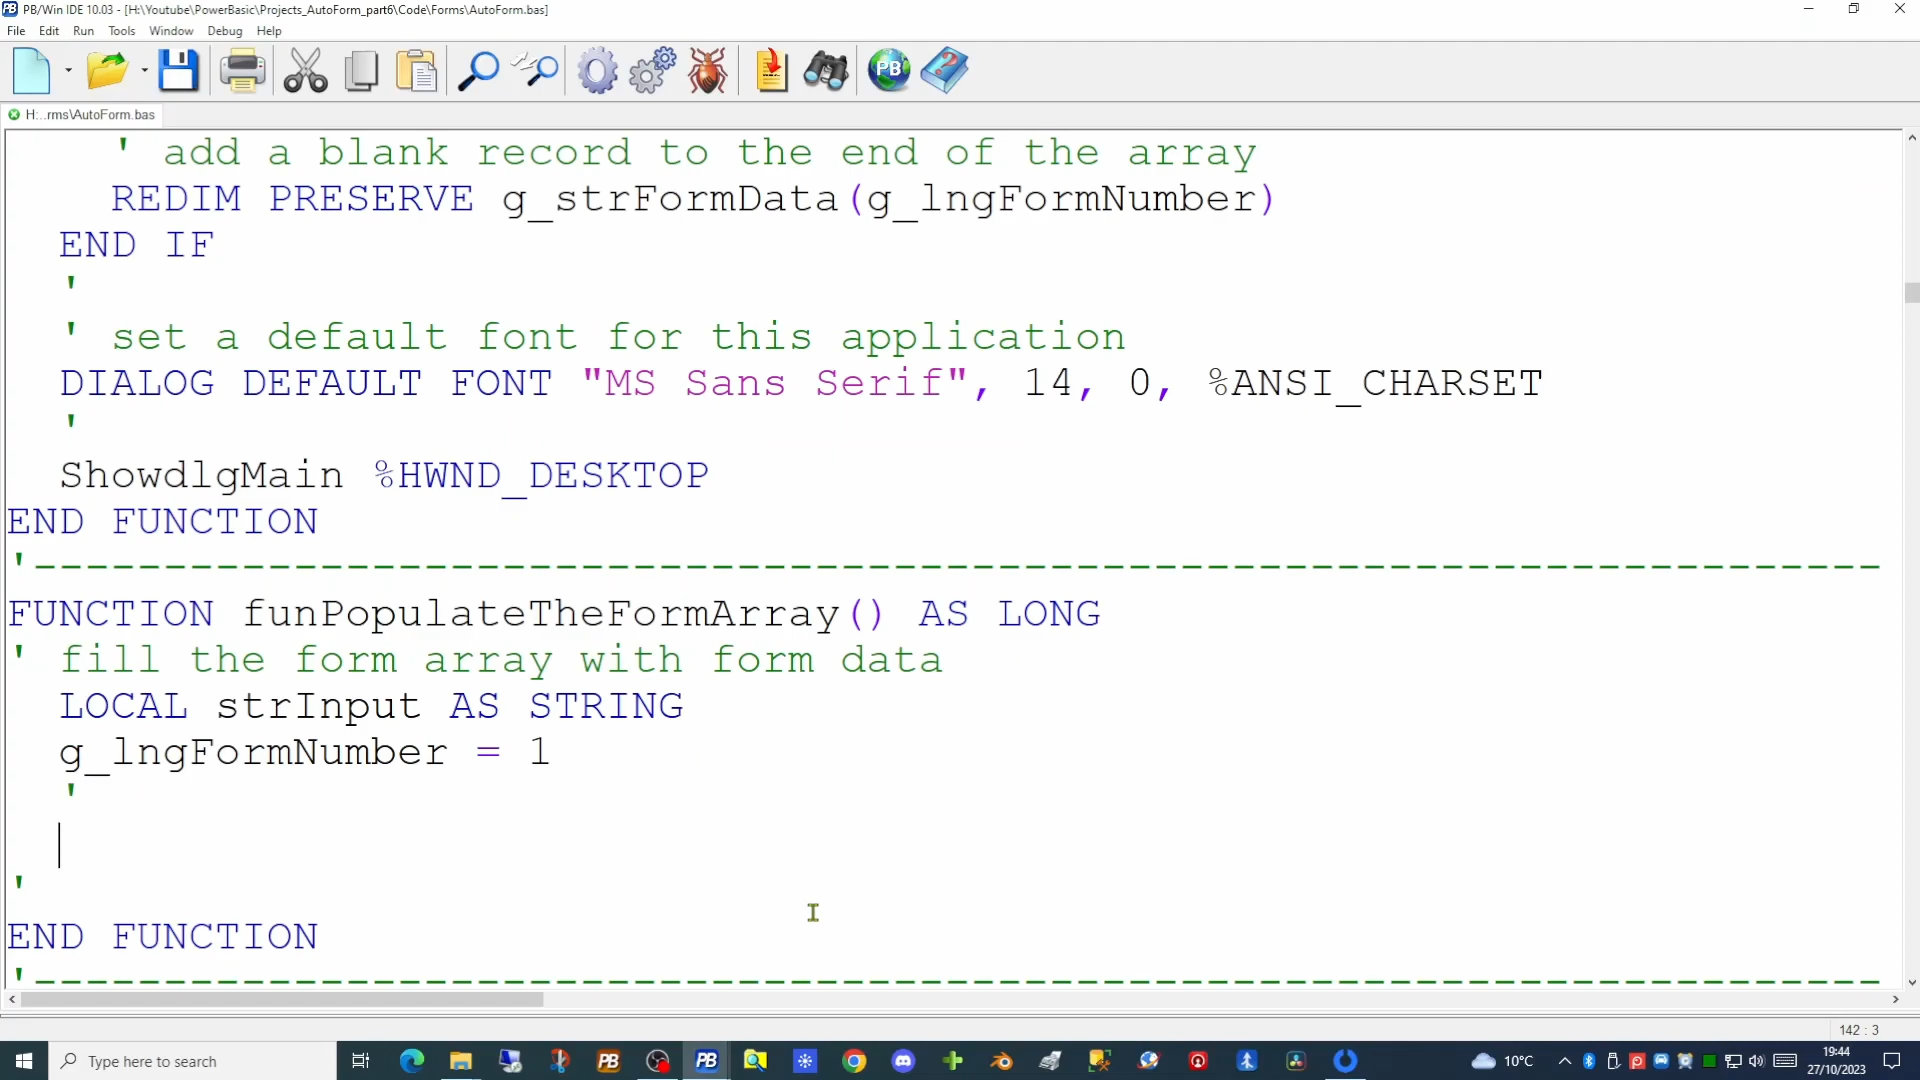 PB/Win IDE 10.03 - [H:\Youtube\PowerBasic\Projects_AutoForm_part6\Code\Forms\AutoForm.bas]
File Edit Run Tools Window Debug Help
H:..rms\AutoForm.bas
' add a blank record to the end of the array
REDIM PRESERVE g_strFormData(g_lngFormNumber)
END IF
'
' set a default font for this application
DIALOG DEFAULT FONT "MS Sans Serif", 14, 0, %ANSI_CHARSET
'
ShowdlgMain %HWND_DESKTOP
END FUNCTION
'-----------------------------------------------------------------------
FUNCTION funPopulateTheFormArray() AS LONG
' fill the form array with form data
LOCAL strInput AS STRING
g_lngFormNumber = 1
'
'
END FUNCTION
'-----------------------------------------------------------------------
142 : 3
Type here to search
10°C
19:44
27/10/2023